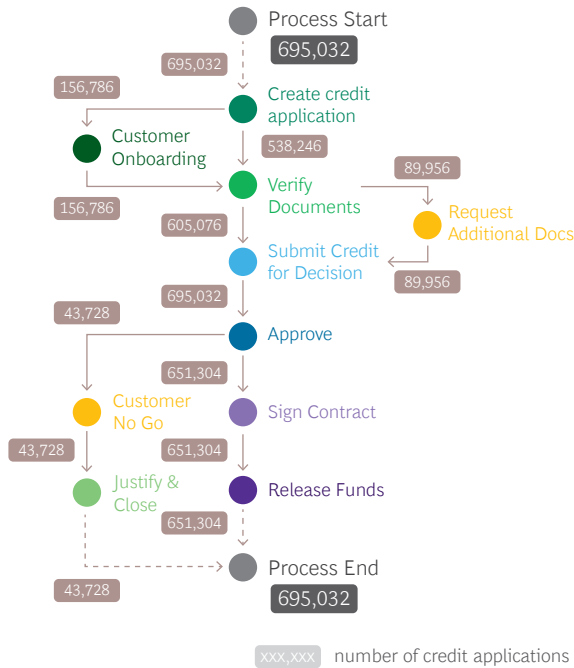 Process Start
695,032
695,032
156,786
Create credit
application
Customer
Onboarding
538,246
156,786
Verify
Documents
89,956
Request
Additional Docs
605,076
Submit Credit
for Decision
89,956
695,032
43,728
Approve
651,304
Customer
No Go
Sign Contract
43,728
651,304
Justify &
Close
Release Funds
651,304
43,728
Process End
695,032
xxx,xxx number of credit applications